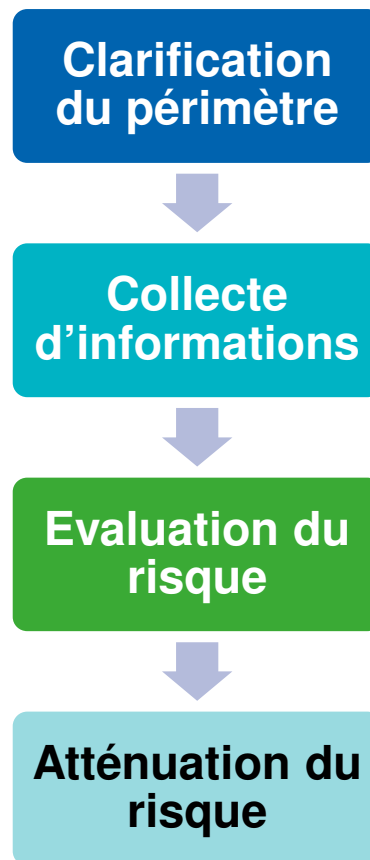 Clarification
du périmètre
Collecte
d’informations
Evaluation du
risque
Atténuation du
risque